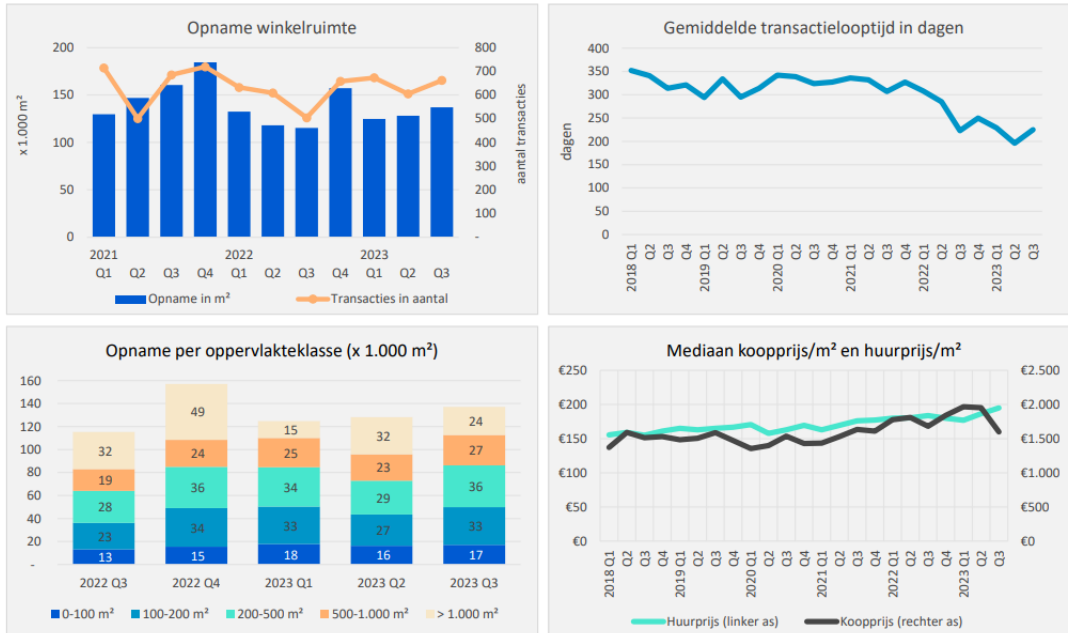 Opname winkelruimte
200
150
100
50
0
x 1.000 m²
800
700
600
500
400
300
200
100
-
aantal transacties
2021 2022 2023
Q1 Q2 Q3 Q4 Q1 Q2 Q3 Q4 Q1 Q2 Q3
Opname in m² Transacties in aantal
Gemiddelde transactielooptijd in dagen
400
350
300
250
200
150
100
50
0
dagen
2018 Q1 Q2 Q3 Q4 2019 Q1 Q2 Q3 Q4 2020 Q1 Q2 Q3 Q4 2021 Q1 Q2 Q3 Q4 2022 Q1 Q2 Q3 Q4 2023 Q1 Q2 Q3
Opname per oppervlakteklasse (x 1.000 m²)
160
140
120
100
80
60
40
20
-
32 49 15 32 24
19 24 25 23 27
28 36 34 29 36
23 34 33 27 33
13 15 18 16 17
2022 Q3 2022 Q4 2023 Q1 2023 Q2 2023 Q3
0-100 m² 100-200 m² 200-500 m² 500-1.000 m² > 1.000 m²
Mediaan koopprijs/m² en huurprijs/m²
€250 €2.500
€200 €2.000
€150 €1.500
€100 €1.000
€50 €500
€0 €0
2018 Q1 Q2 Q3 Q4 2019 Q1 Q2 Q3 Q4 2020 Q1 Q2 Q3 Q4 2021 Q1 Q2 Q3 Q4 2022 Q1 Q2 Q3 Q4 2023 Q1 Q2 Q3
Huurprijs (linker as) Koopprijs (rechter as)